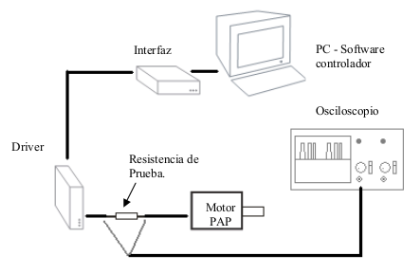 Interfaz
PC - Software
controlador
Osciloscopio
Driver
Resistencia de
Prueba.
Motor
PAP